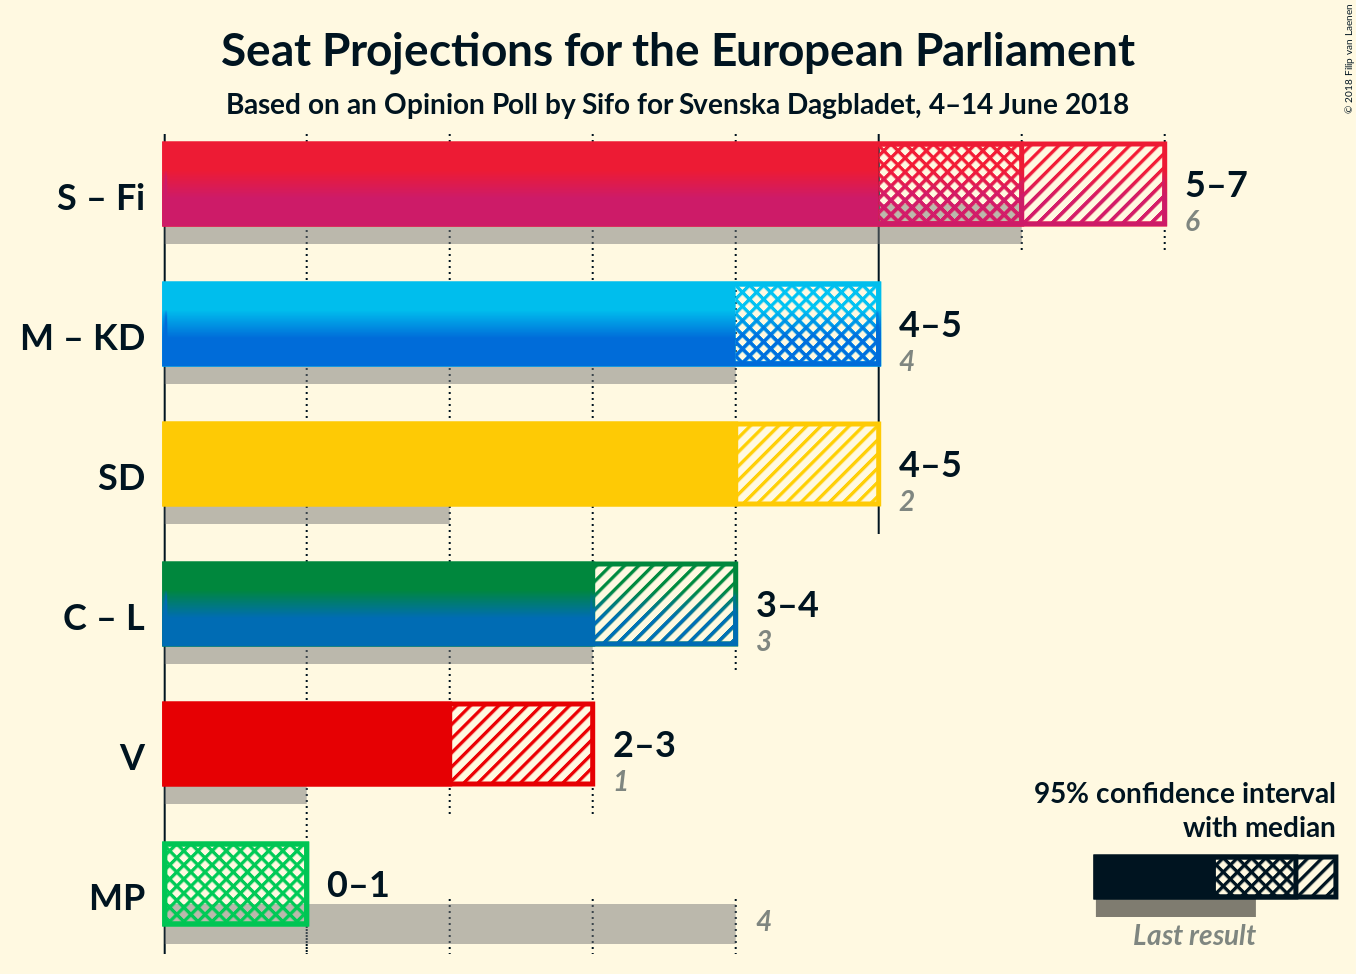 Seat Projections for the European Parliament
Based on an Opinion Poll by Sifo for Svenska Dagbladet, 4–14 June 2018
© 2018 Filip van Laenen
S – Fi
5–7
6
M – KD
4–5
4
SD
4–5
2
C – L
3–4
3
V
2–3
1
MP
0–1
4
95% confidence interval
with median
Last result